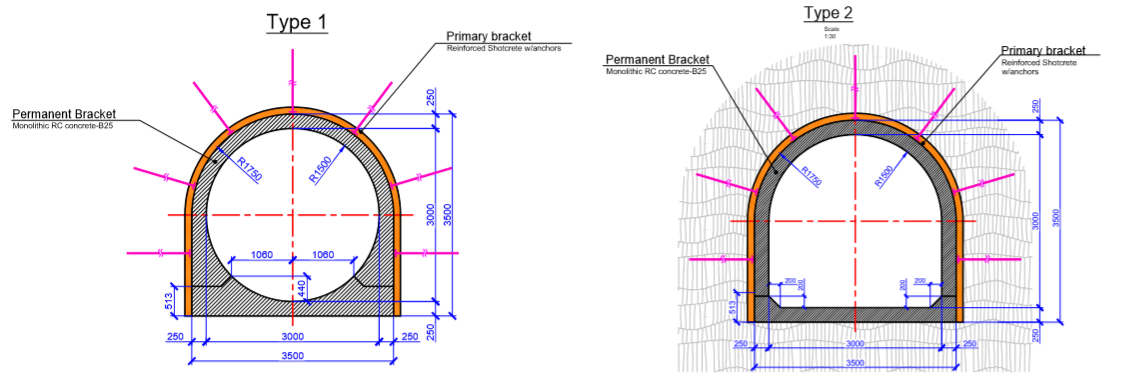 Type 1
Primary bracket
Reinforced Shotcrete w/anchors
Permanent Bracket
Monolithic RC concrete-B25
R1750
R1500
250
3000
3500
250
1060
1060
440
513
250
3000
250
3500
Type 2
Scale
1:30
Primary bracket
Reinforced Shotcrete
w/anchors
Permanent Bracket
Monolithic RC concrete-B25
R1750
R1500
250
3000
3500
250
200
200
200
200
513
250
3000
250
3500